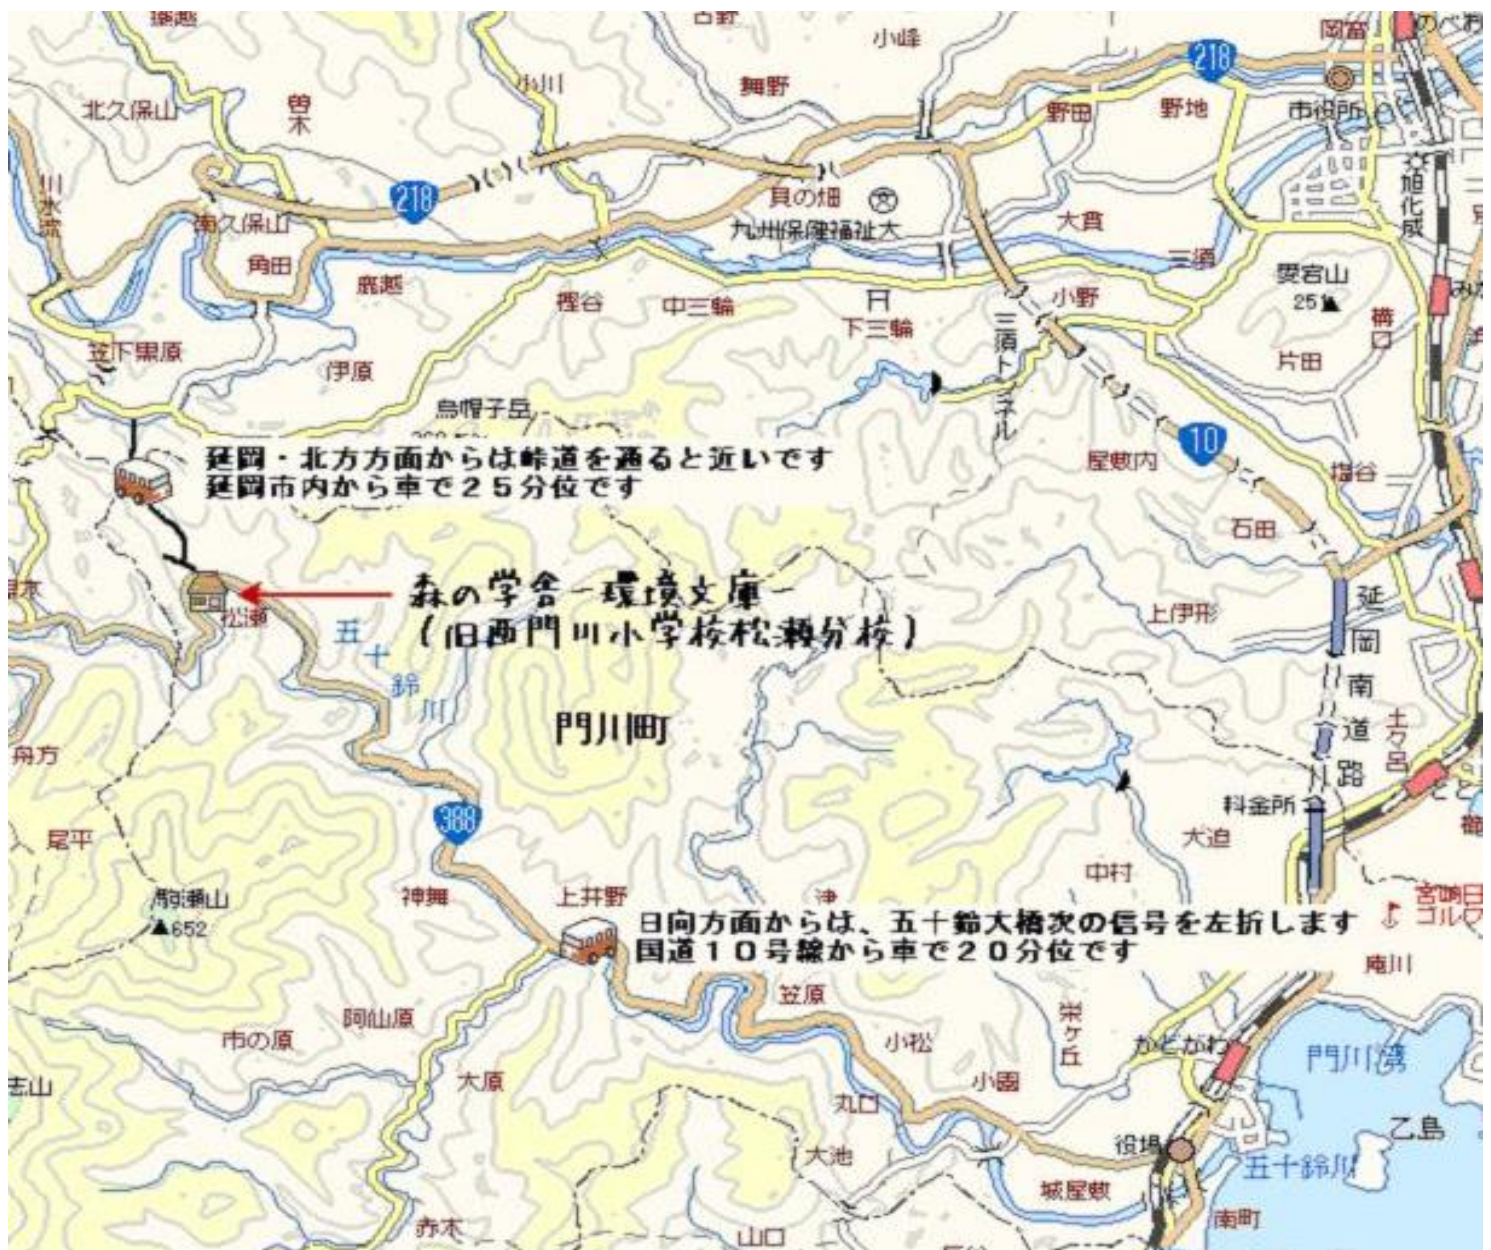 小峰
岡富
218
北久保山
曽木
小川
舞野
野田
野地
市役所
川水流
218
南久保山
貝の畑
九州保健福祉大
大貫
旭化成
角田
鹿越
樫谷
中三輪
下三輪
三須
小野
愛宕山
251
笠下黒原
伊原
三須トンネル
片田
烏帽子岳
延岡・北方方面からは峠道を通ると近いです
延岡市内から車で25分位です
10
屋敷内
塩谷
石田
森の学舎-環境文庫-
(旧西門川小学校松瀬分校)
松瀬
五十鈴川
上伊形
延岡南道路
門川町
土々呂
舟方
料金所
388
大迫
尾平
中村
駒瀬山
652
神舞
上井野
日向方面からは、五十鈴大橋次の信号を左折します
国道10号線から車で20分位です
庵川
笠原
阿仙原
市の原
栄ヶ丘
小松
かどがわ
門川湾
大原
小園
丸口
乙島
大池
役場
五十鈴川
城屋敷
赤木
山口
南町